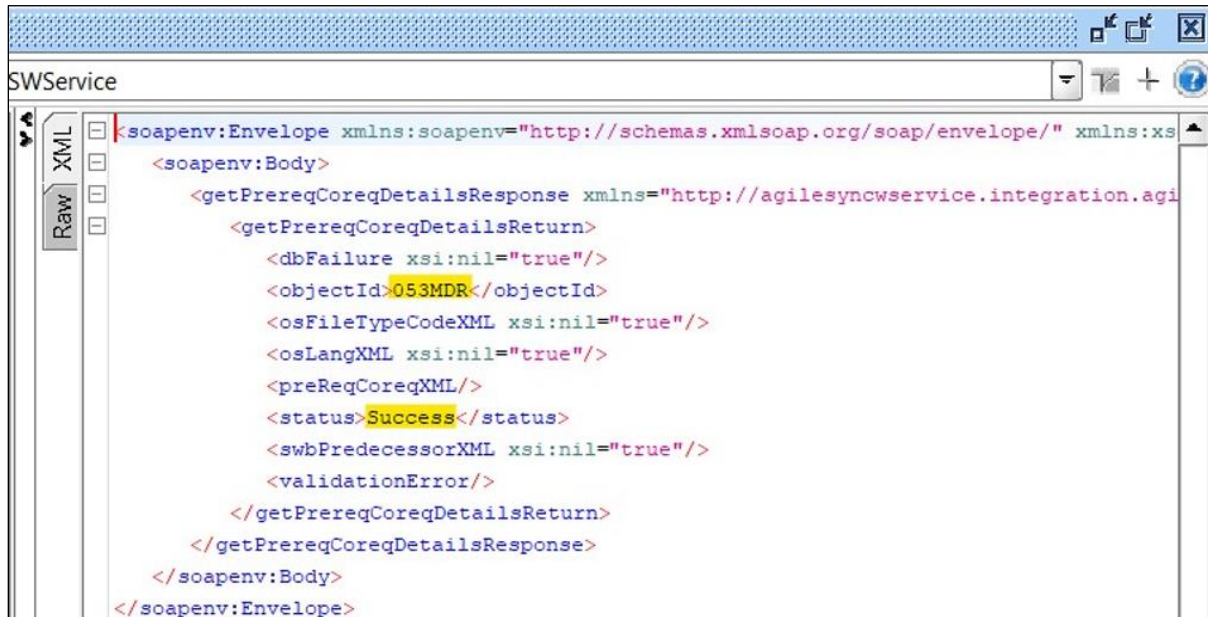 SWService
XML
Raw
<soapenv:Envelope xmlns:soapenv="http://schemas.xmlsoap.org/soap/envelope/" xmlns:xs
<soapenv:Body>
<getPrereqCoreqDetailsResponse xmlns="http://agilesyncwservice.integration.agi
<getPrereqCoreqDetailsReturn>
<dbFailure xsi:nil="true"/>
<objectId>053MDR</objectId>
<osFileTypeCodeXML xsi:nil="true"/>
<osLangXML xsi:nil="true"/>
<preReqCoreqXML/>
<status>Success</status>
<swbPredecessorXML xsi:nil="true"/>
<validationError/>
</getPrereqCoreqDetailsReturn>
</getPrereqCoreqDetailsResponse>
</soapenv:Body>
</soapenv:Envelope>